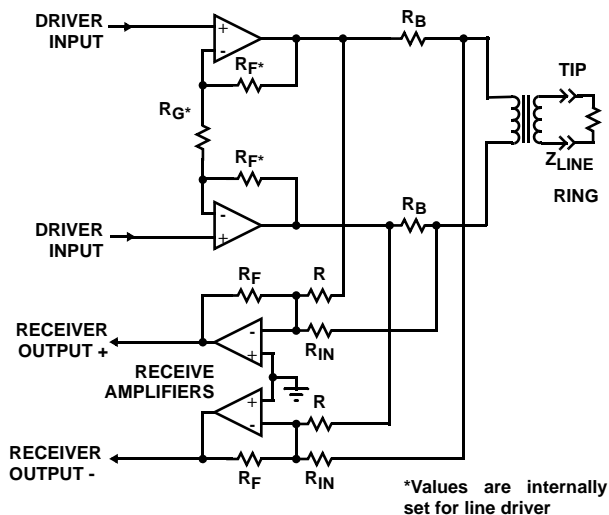 DRIVER
INPUT
+
-
RB
RF*
RG*
TIP
ZLINE
RING
RF*
-
+
RB
DRIVER
INPUT
RF
R
RECEIVER
OUTPUT +
-
+
RIN
RECEIVE
AMPLIFIERS
+
-
R
RECEIVER
OUTPUT -
RF
RIN
*Values are internally
set for line driver